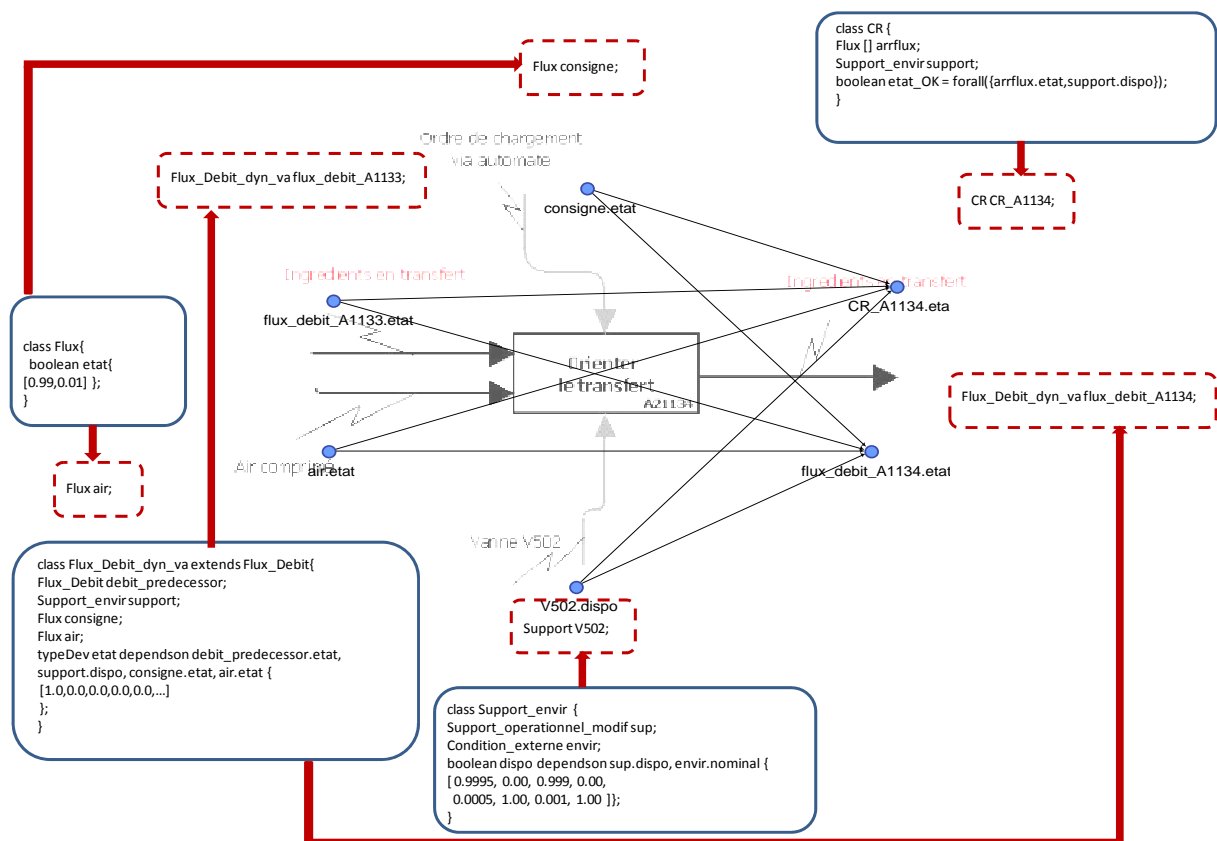 class CR {
Flux [] arrflux;
Support_envir support;
boolean etat_OK = forall({arrflux.etat,support.dispo});
}
Flux consigne;
Ordre de chargement
via automate
Flux_Debit_dyn_va flux_debit_A1133;
CR CR_A1134;
consigne.etat
Ingredients en transfert
Ingredients en transfert
flux_debit_A1133.etat
CR_A1134.eta
class Flux{
boolean etat{
[0.99,0.01] };
}
Orienter
le transfert
A21134
Flux_Debit_dyn_va flux_debit_A1134;
Flux air;
Air comprimé
air.etat
flux_debit_A1134.etat
class Flux_Debit_dyn_va extends Flux_Debit{
Flux_Debit debit_predecessor;
Support_envir support;
Flux consigne;
Flux air;
typeDev etat dependson debit_predecessor.etat,
support.dispo, consigne.etat, air.etat {
[1.0,0.0,0.0,0.0,0.0,...]
};
}
Vanne V502
V502.dispo
Support V502;
class Support_envir {
Support_operationnel_modif sup;
Condition_externe envir;
boolean dispo dependson sup.dispo, envir.nominal {
[ 0.9995, 0.00, 0.999, 0.00,
0.0005, 1.00, 0.001, 1.00 ]};
}